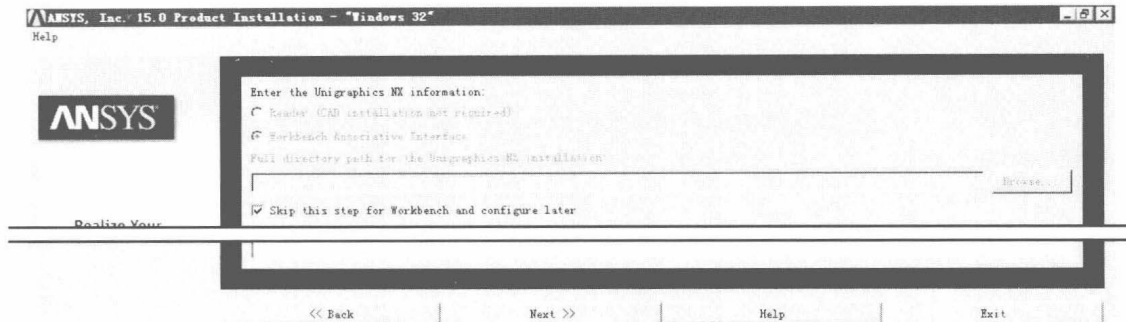 ANSYS, Inc. 15.0 Product Installation - "Windows 32"
Help
ANSYS
Enter the Unigraphics NX information:
Reader (CAD installation not required)
Workbench Associative Interface
Full directory path for the Unigraphics NX installation:
Browse...
Skip this step for Workbench and configure later
Realize Your
<< Back
Next >>
Help
Exit